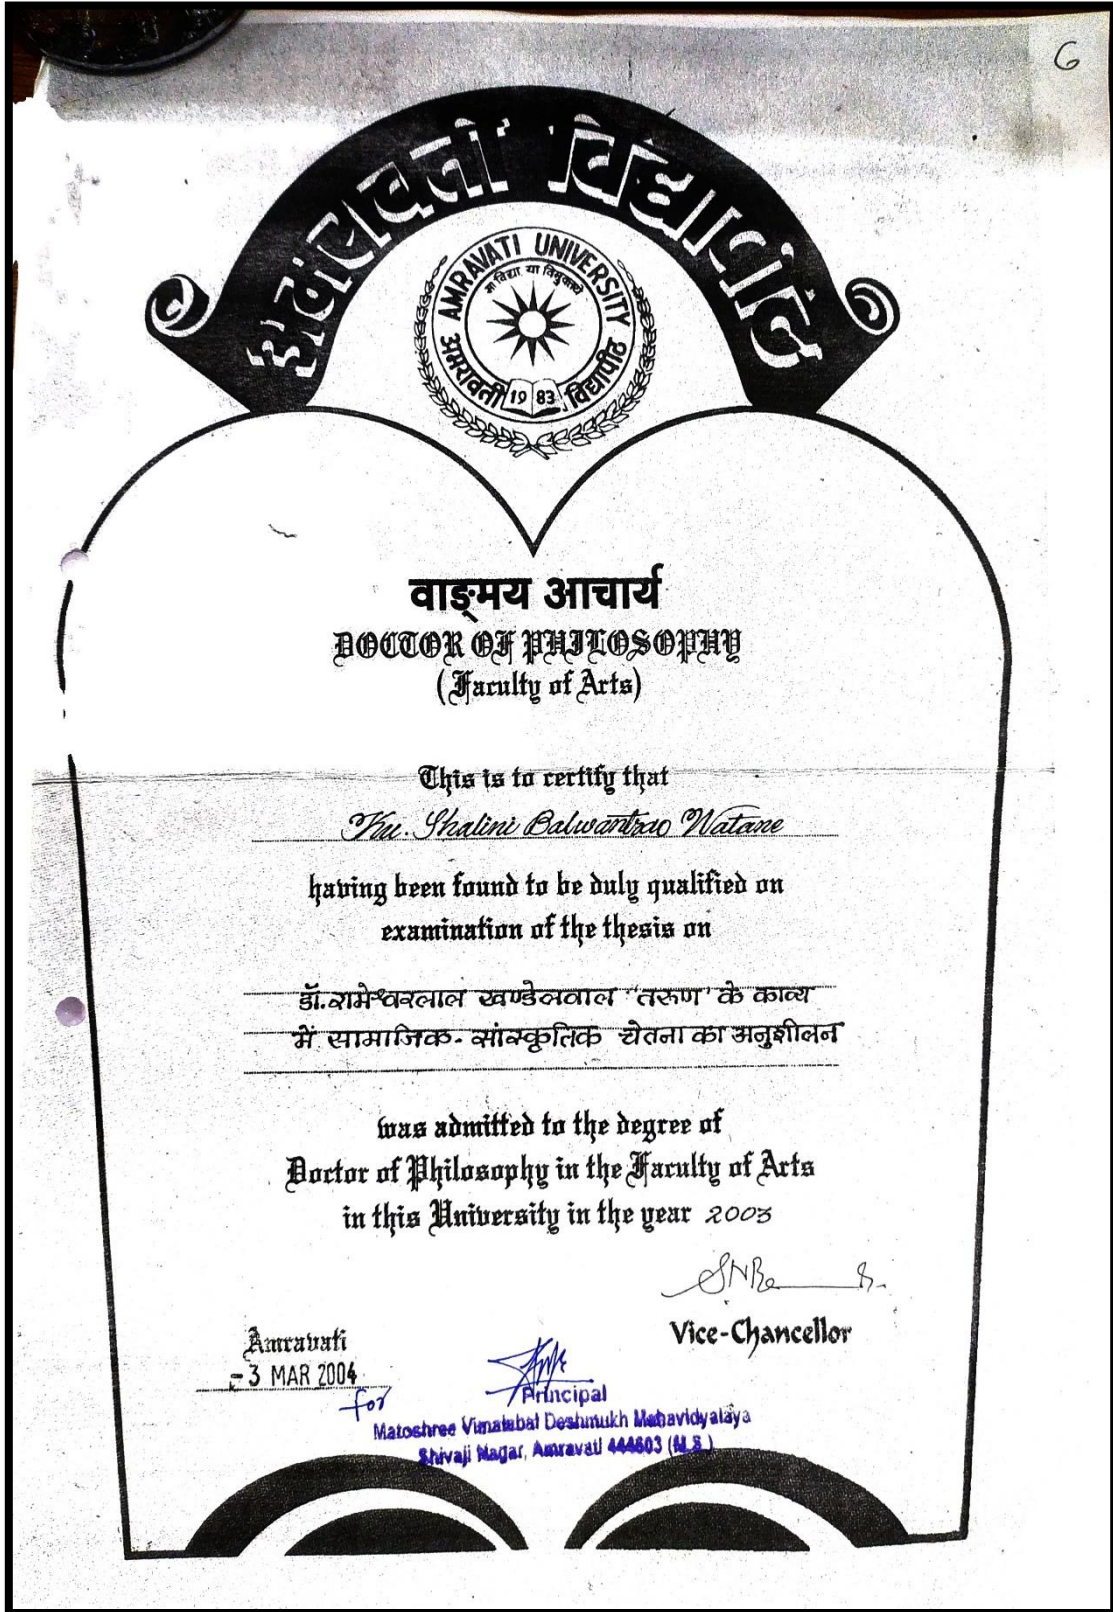 6
अमरावती विद्यापीठ
AMRAVATI UNIVERSITY
सा विद्या या विमुक्तये
अमरावती विद्यापीठ
19 83
वाङ्मय आचार्य
DOCTOR OF PHILOSOPHY
(Faculty of Arts)
This is to certify that
Ku. Shalini Balwantrao Watane
having been found to be duly qualified on
examination of the thesis on
डॉ. रामेश्वरलाल खण्डेलवाल "तरुण' के काव्य
में सामाजिक- सांस्कृतिक चेतना का अनुशीलन
was admitted to the degree of
Doctor of Philosophy in the Faculty of Arts
in this University in the year 2003
Vice-Chancellor
Amravati
- 3 MAR 2004
for
Principal
Matoshree Vimalabai Deshmukh Mahavidyalaya
Shivaji Nagar, Amravati 444603 (M.S.)